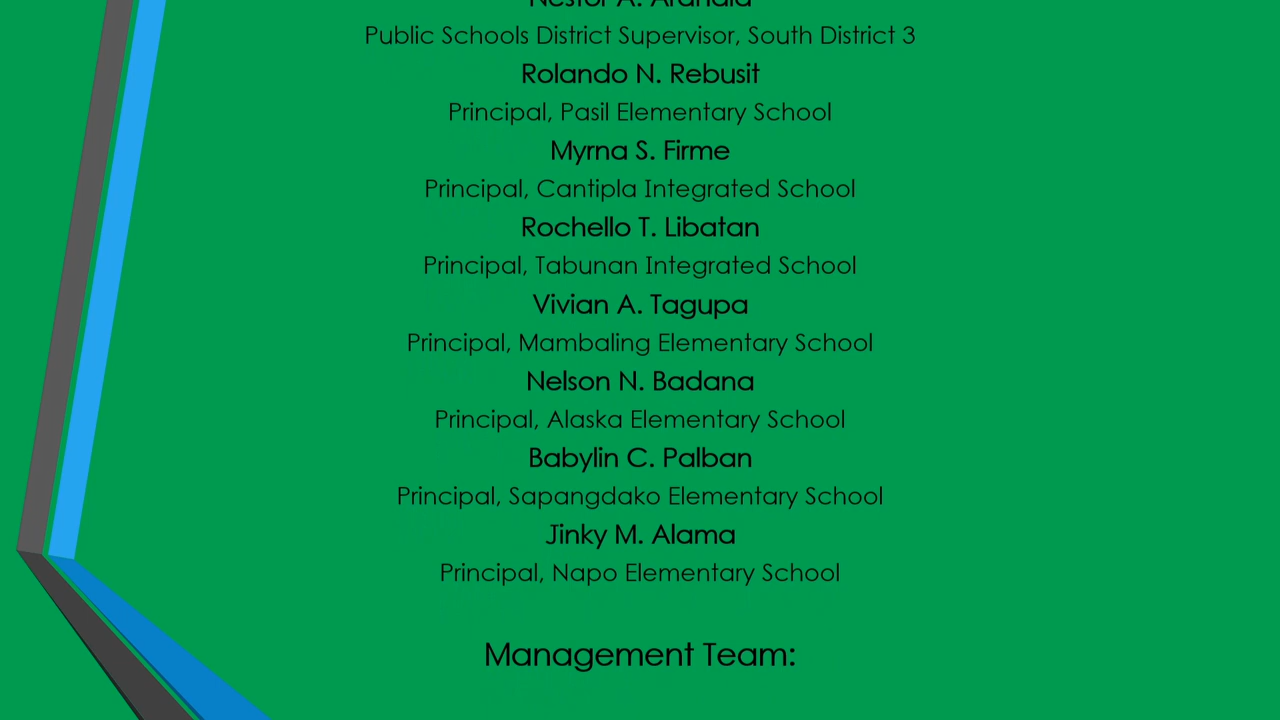 Nestor A.
Public Schools District Supervisor, South District 3
Rolando N. Rebusit
Principal, Pasil Elementary School
Myrna S. Firme
Principal, Cantipla Integrated School
Rochello T. Libatan
Principal, Tabunan Integrated School
Vivian A. Tagupa
Principal, Mambaling Elementary School
Nelson N. Badana
Principal, Alaska Elementary School
Babylin C. Palban
Principal, Sapangdako Elementary School
Jinky M. Alama
Principal, Napo Elementary School
Management Team: